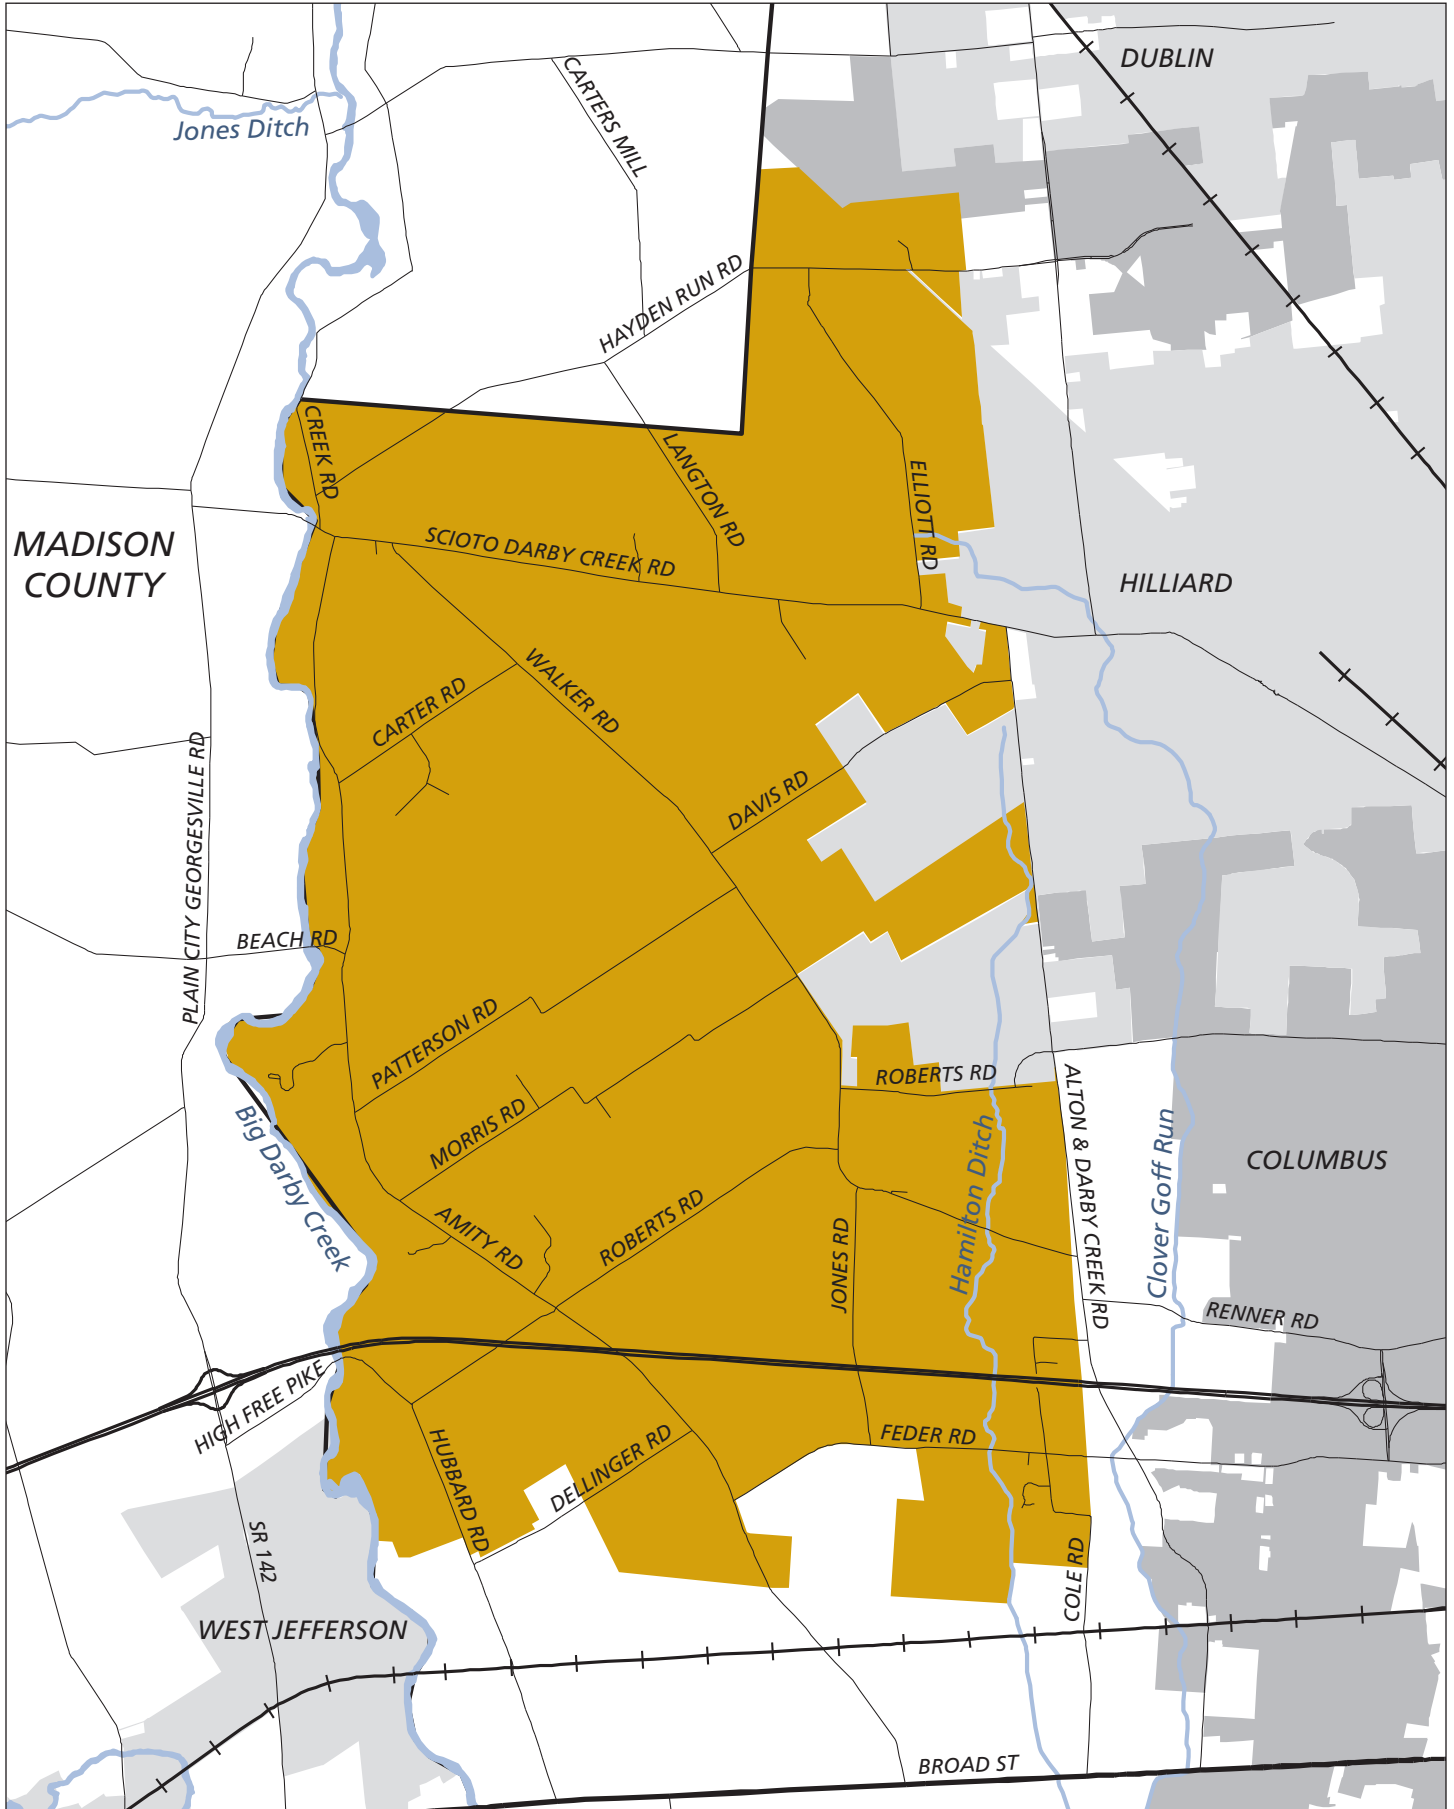 DUBLIN
CARTERS MILL
Jones Ditch
HAYDEN RUN RD
CREEK RD
LANGTON RD
ELLIOTT RD
SCIOTO DARBY CREEK RD
MADISON
COUNTY
HILLIARD
WALKER RD
CARTER RD
PLAIN CITY GEORGESVILLE RD
DAVIS RD
BEACH RD
PATTERSON RD
ROBERTS RD
ALTON & DARBY CREEK RD
Big Darby Creek
MORRIS RD
Hamilton Ditch
Clover Goff Run
COLUMBUS
AMITY RD
ROBERTS RD
JONES RD
RENNER RD
HIGH FREE PIKE
HUBBARD RD
DELLINGER RD
FEDER RD
SR 142
COLE RD
WEST JEFFERSON
BROAD ST